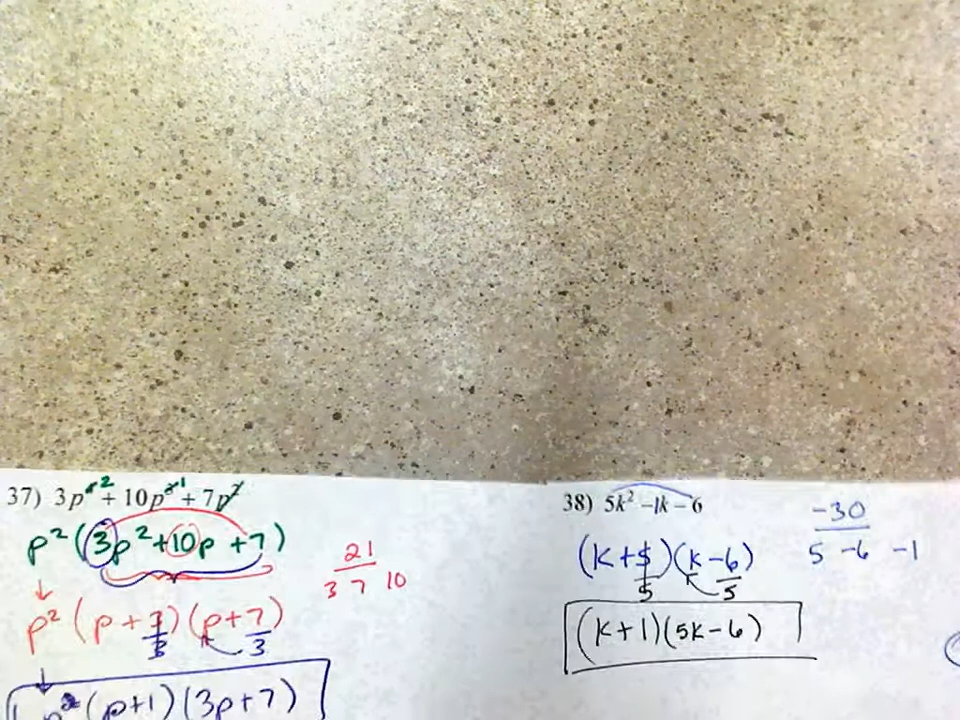 37) 3p⁴ + 10p³ + 7p²
p² (3p² + 10p + 7)
21
3 7 10
p² (p + 3/3) (p + 7/3)
p² (p+1) (3p+7)
38) 5k² - 1k - 6
-30
5 -6 -1
(k + 5/5) (k - 6/5)
(k + 1) (5k - 6)